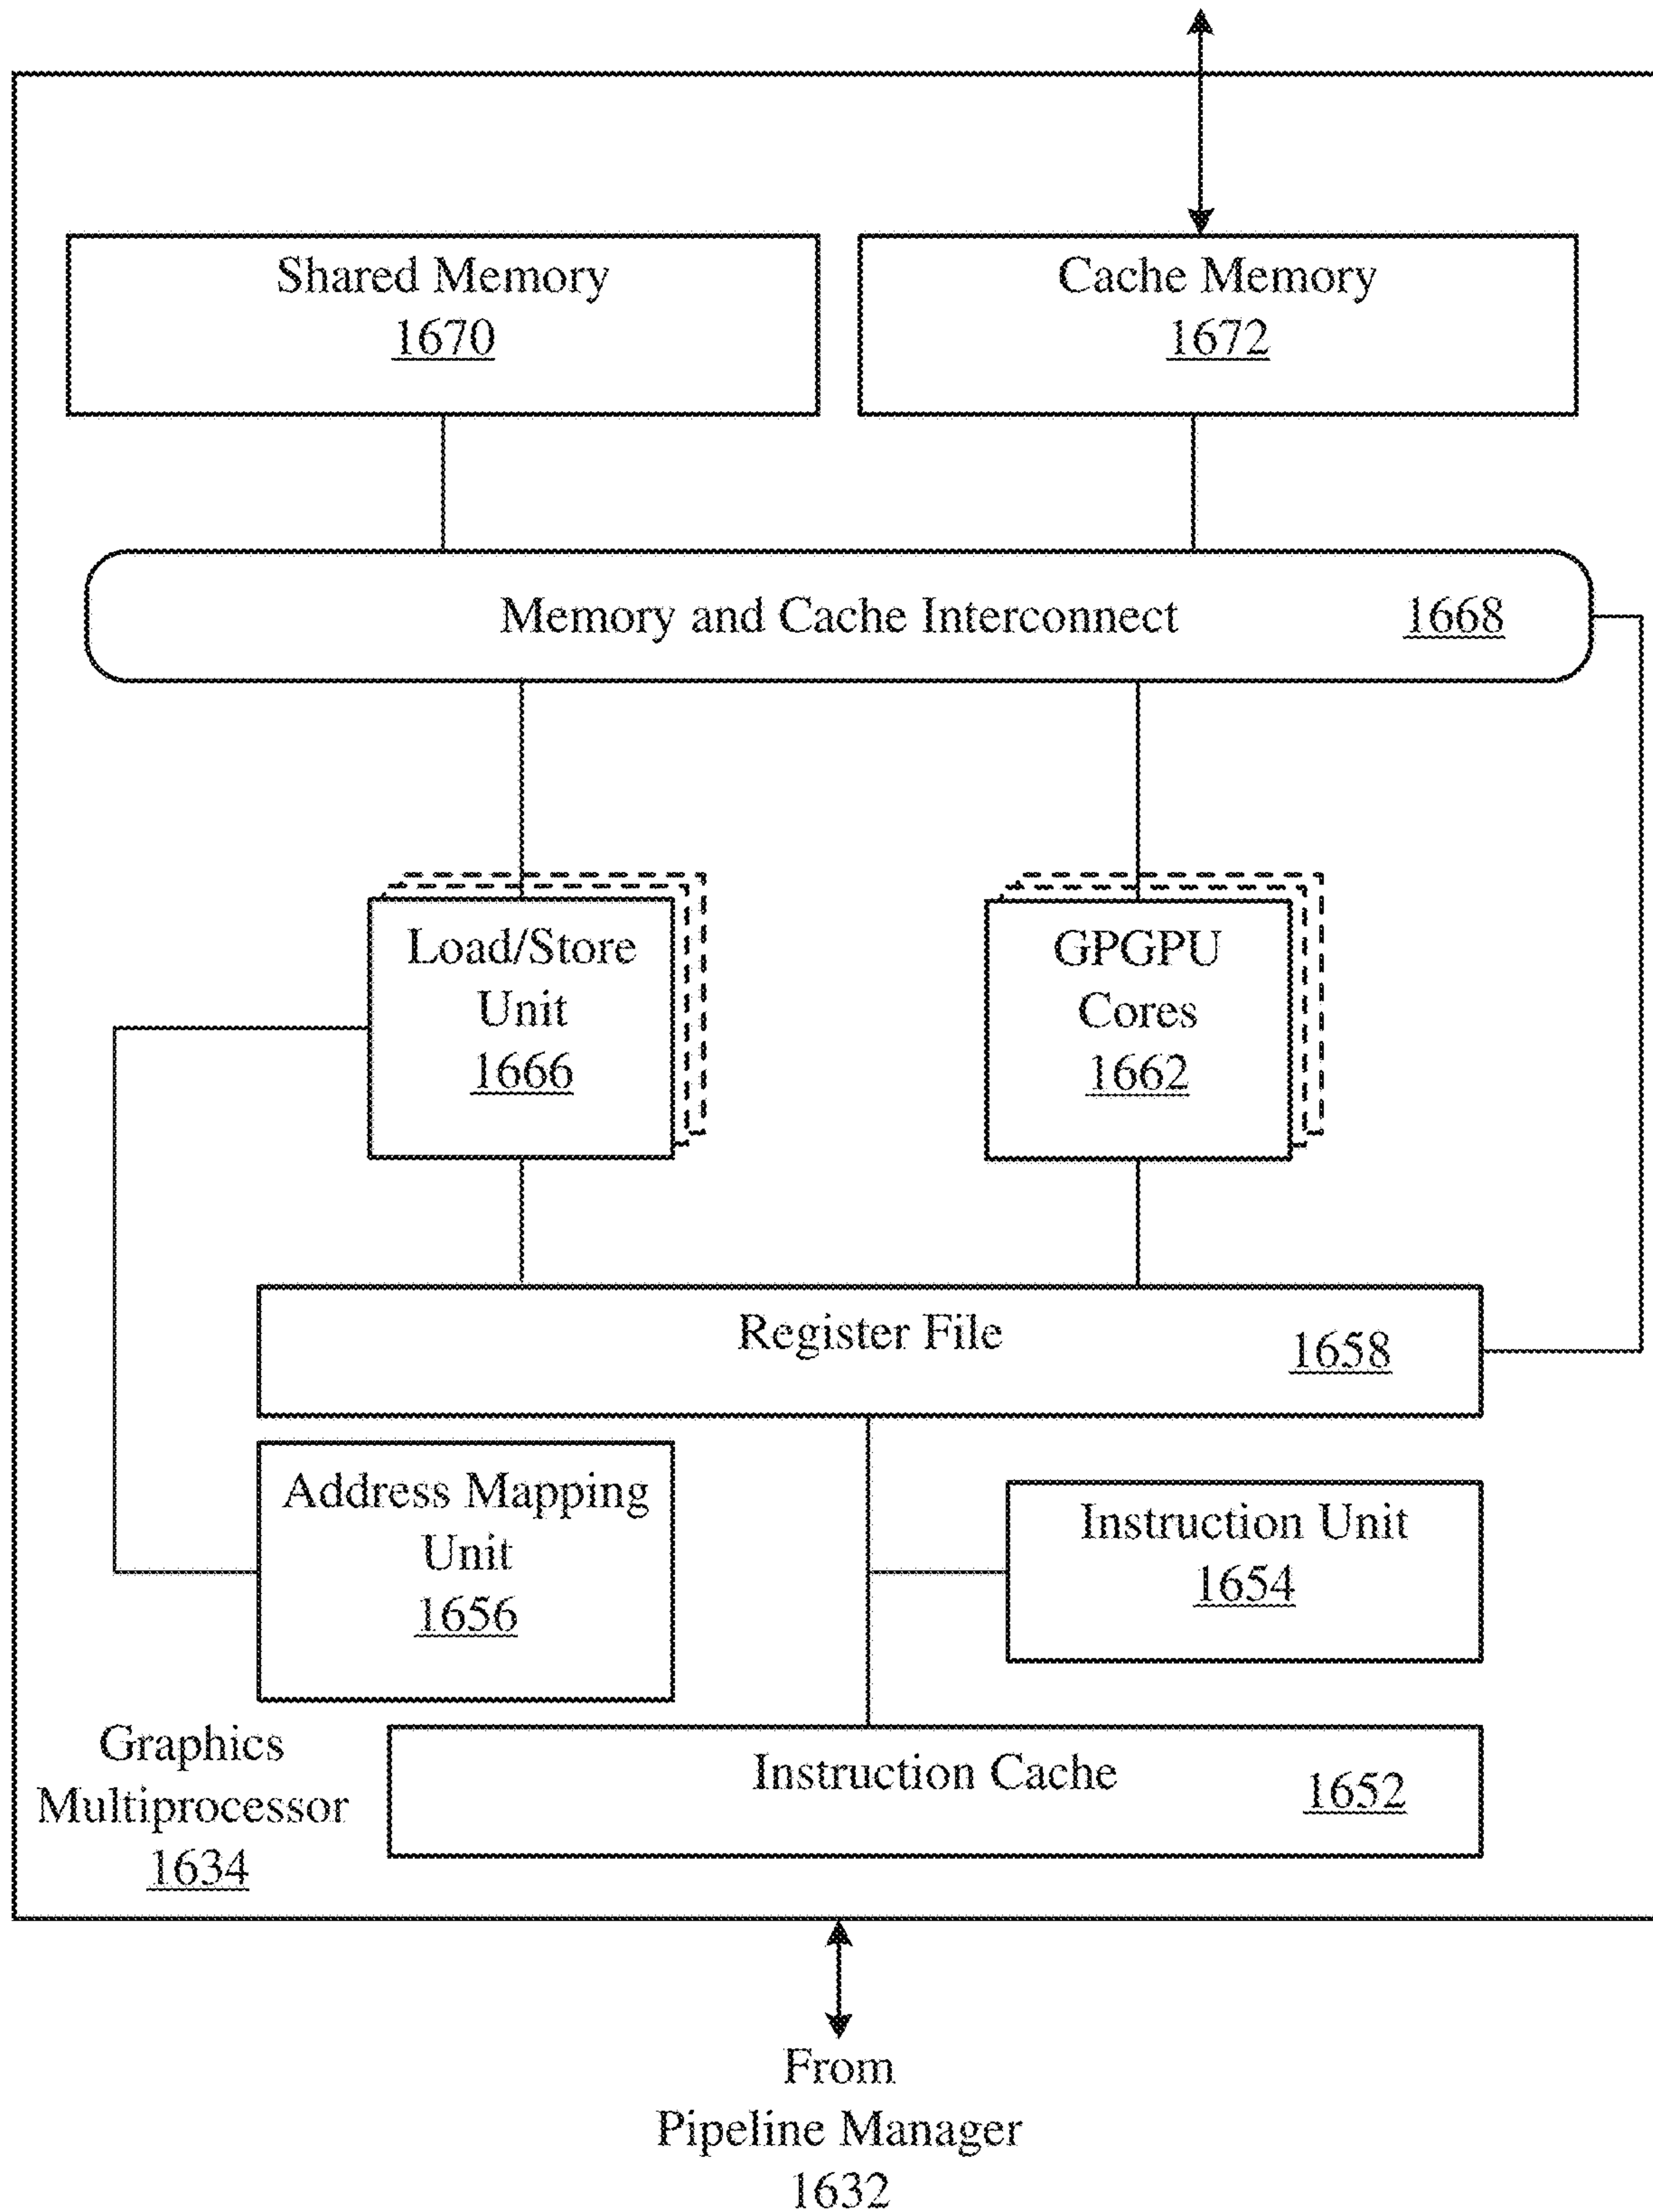 Shared Memory
1670
Cache Memory
1672
Memory and Cache Interconnect 1668
Load/Store
Unit
1666
GPGPU
Cores
1662
Register File 1658
Address Mapping
Unit
1656
Instruction Unit
1654
Graphics
Multiprocessor
1634
Instruction Cache 1652
From
Pipeline Manager
1632